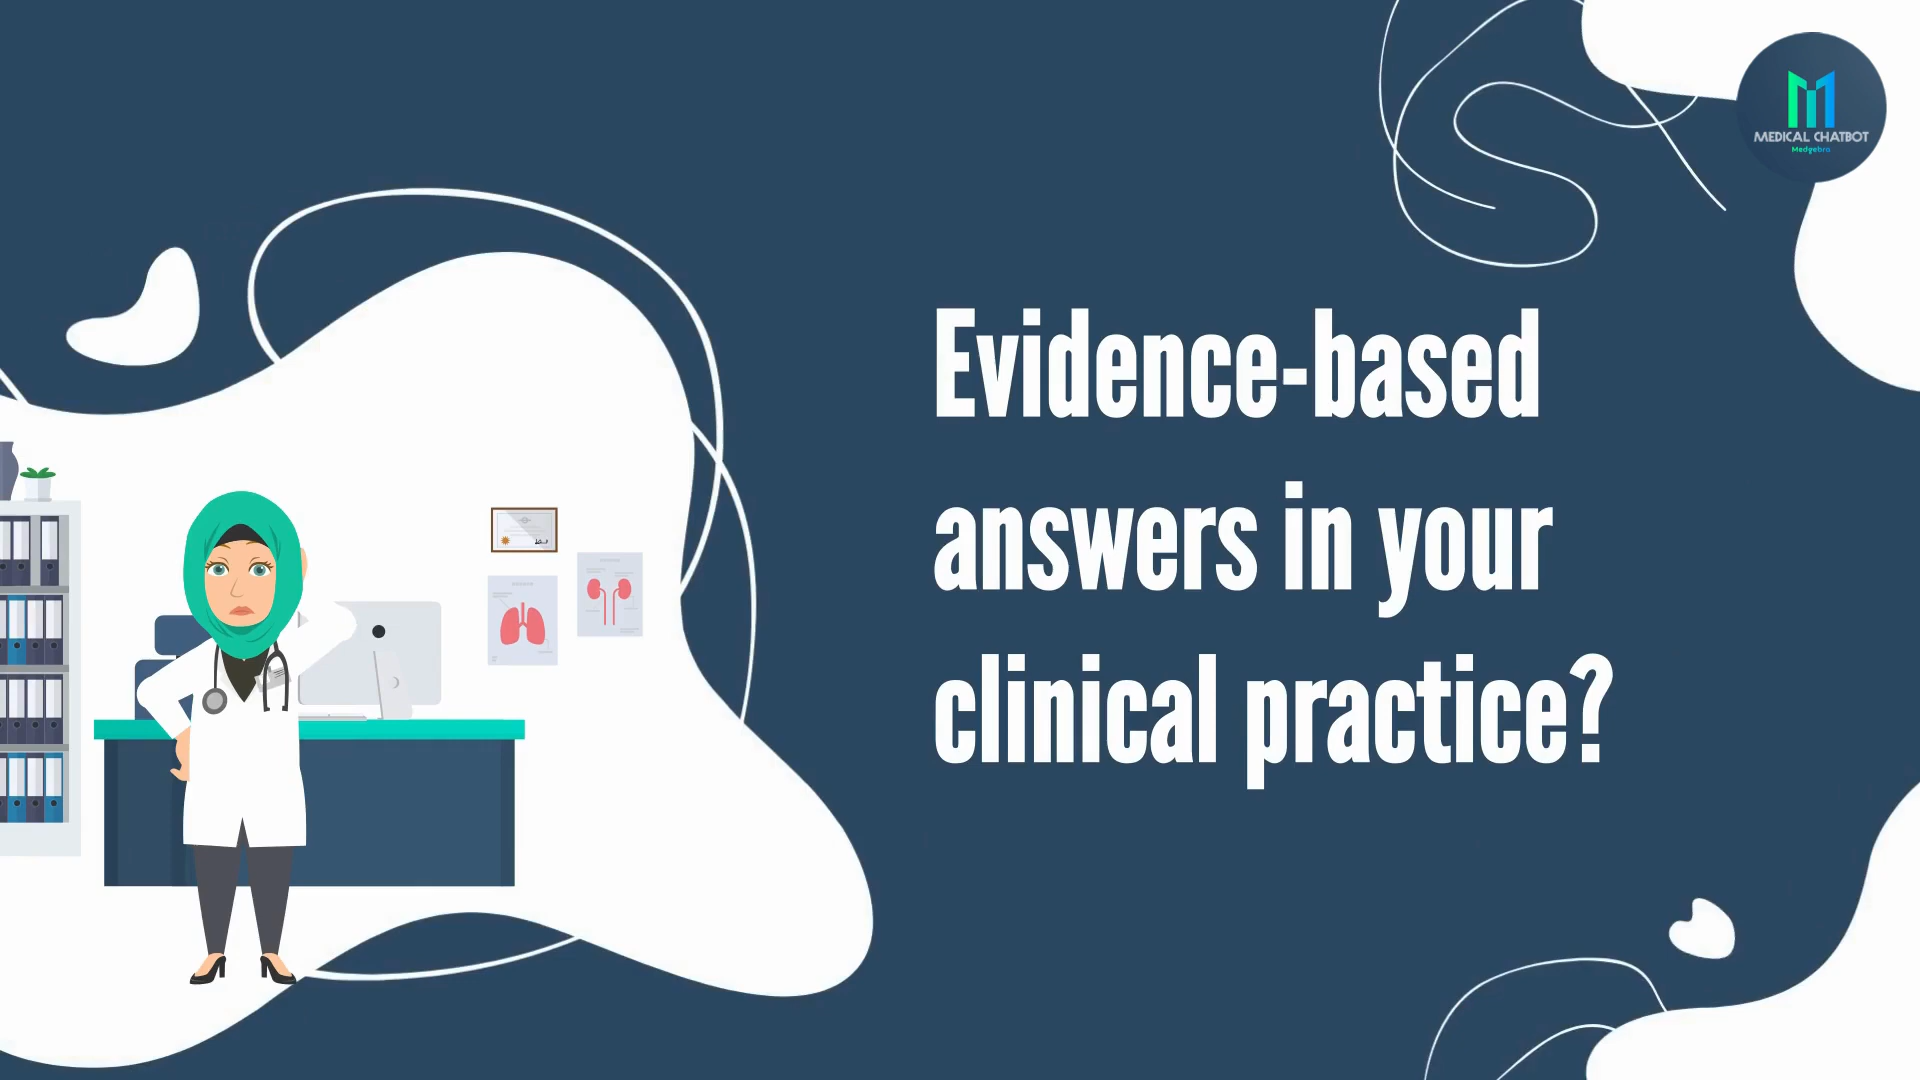 MEDICAL CHATBOT
Medgebra
Evidence-based
answers in your
clinical practice?